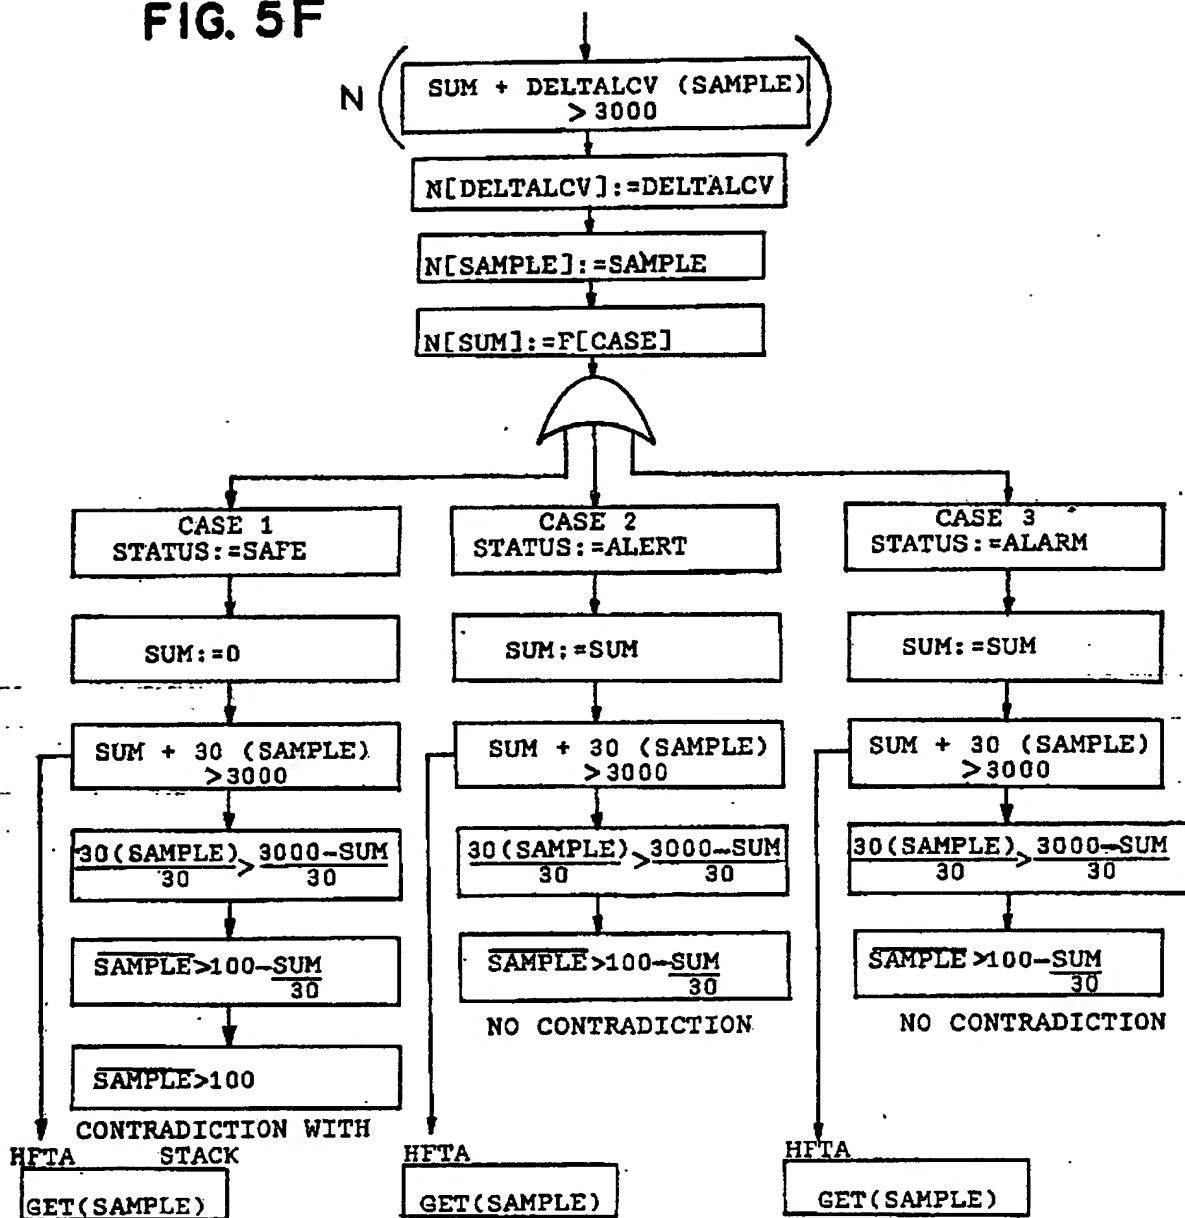 FIG. 5F
N
SUM + DELTALCV (SAMPLE)
>3000
N[DELTALCV]:=DELTALCV
N[SAMPLE]:=SAMPLE
N[SUM]:=F[CASE]
CASE 1
STATUS:=SAFE
SUM:=0
SUM + 30 (SAMPLE)
>3000
30(SAMPLE) > 3000-SUM
30 30
SAMPLE>100-SUM
30
SAMPLE>100
CONTRADICTION WITH
STACK
HFTA
GET(SAMPLE)
CASE 2
STATUS:=ALERT
SUM:=SUM
SUM + 30 (SAMPLE)
>3000
30(SAMPLE) > 3000-SUM
30 30
SAMPLE>100-SUM
30
NO CONTRADICTION
HFTA
GET(SAMPLE)
CASE 3
STATUS:=ALARM
SUM:=SUM
SUM + 30 (SAMPLE)
>3000
30(SAMPLE) > 3000-SUM
30 30
SAMPLE>100-SUM
30
NO CONTRADICTION
HFTA
GET(SAMPLE)